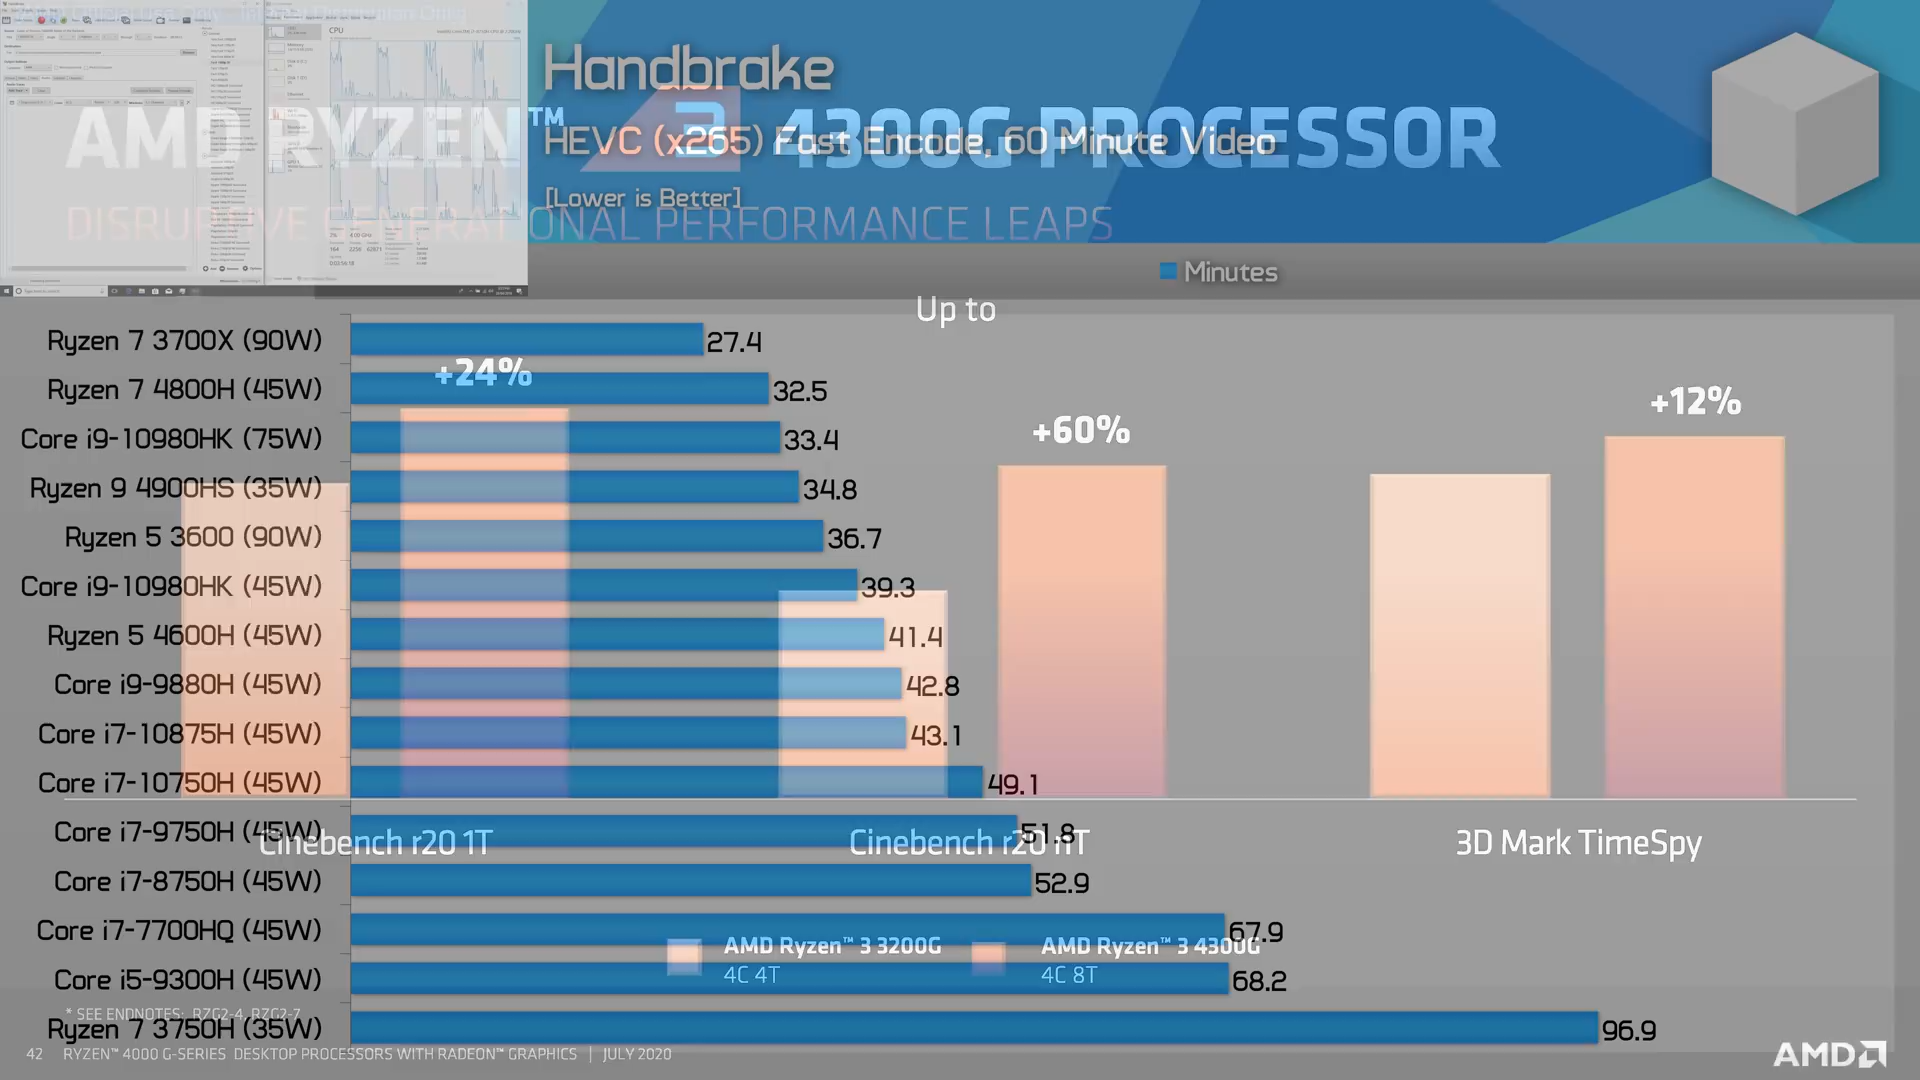 CPU
Handbrake
AMD RYZEN™ 3 4300G PROCESSOR
HEVC (x265) Fast Encode, 60 Minute Video
[Lower is Better]
DISRUPTIVE GENERATIONAL PERFORMANCE LEAPS
Minutes
Up to
Ryzen 7 3700X (90W) 27.4
+24%
Ryzen 7 4800H (45W) 32.5
+12%
+60%
Core i9-10980HK (75W) 33.4
Ryzen 9 4900HS (35W) 34.8
Ryzen 5 3600 (90W) 36.7
Core i9-10980HK (45W) 39.3
Ryzen 5 4600H (45W) 41.4
Core i9-9880H (45W) 42.8
Core i7-10875H (45W) 43.1
Core i7-10750H (45W) 49.1
Core i7-9750H (45W) 51.8
Cinebench r20 1T
Cinebench r20 nT
3D Mark TimeSpy
Core i7-8750H (45W) 52.9
Core i7-7700HQ (45W) 67.9
AMD Ryzen™ 3 3200G
4C 4T
AMD Ryzen™ 3 4300G
4C 8T
Core i5-9300H (45W) 68.2
* SEE ENDNOTES: RZG2-4, RZG2-7
Ryzen 7 3750H (35W) 96.9
42 RYZEN™ 4000 G-SERIES DESKTOP PROCESSORS WITH RADEON™ GRAPHICS | JULY 2020
AMD